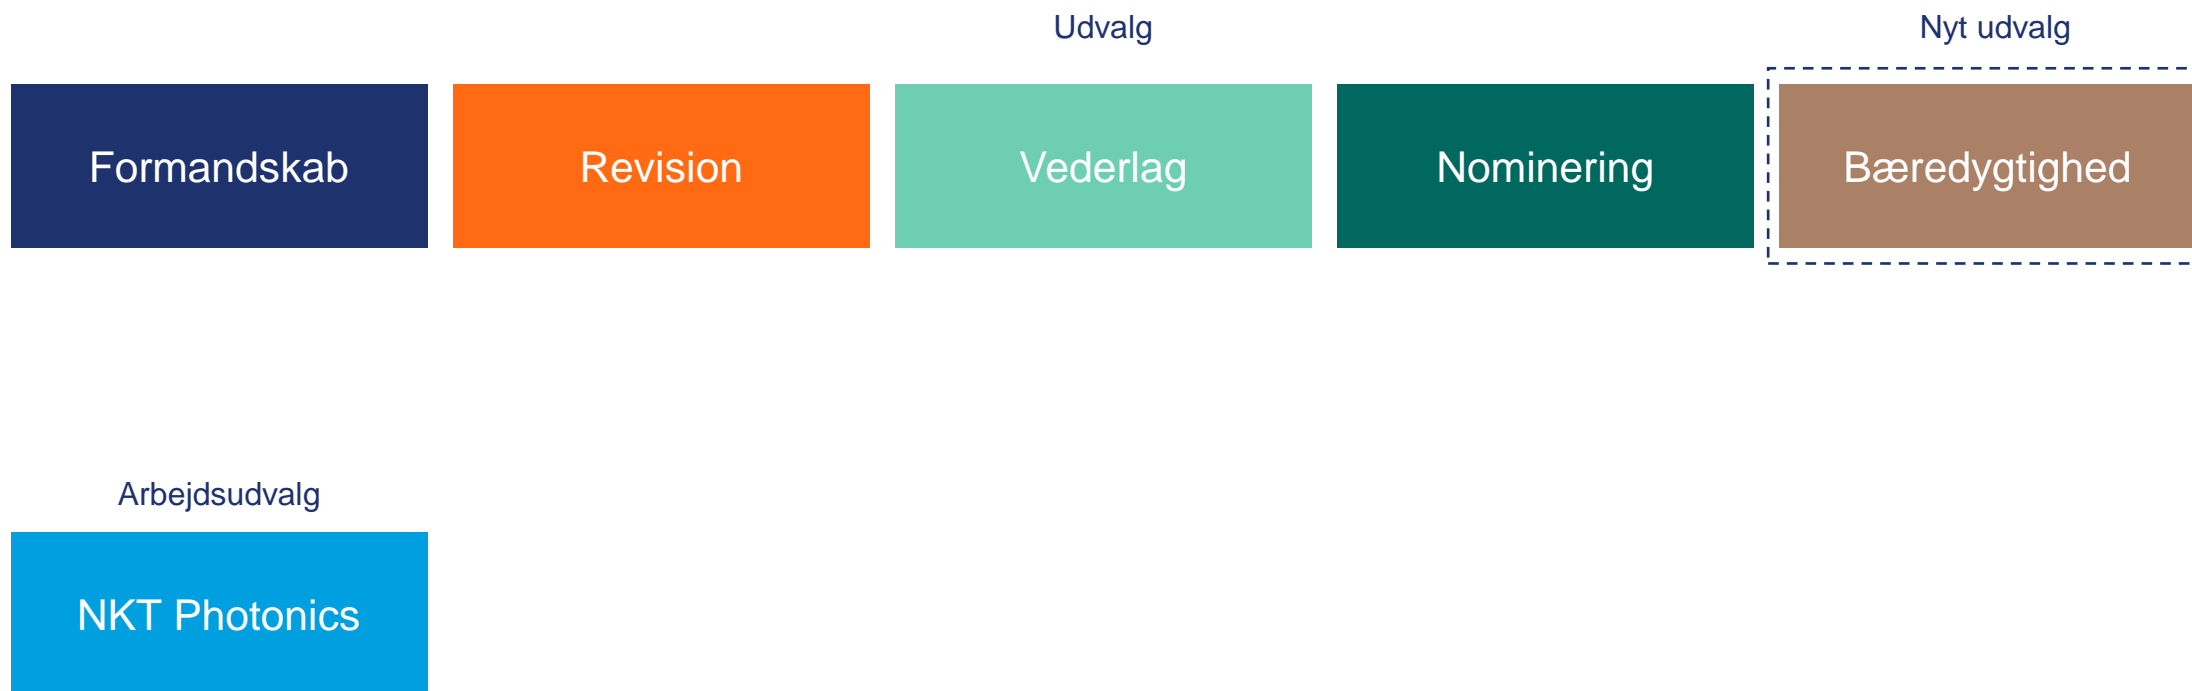 Udvalg
Nyt udvalg
Formandskab
Revision
Vederlag
Nominering
Bæredygtighed
Arbejdsudvalg
NKT Photonics